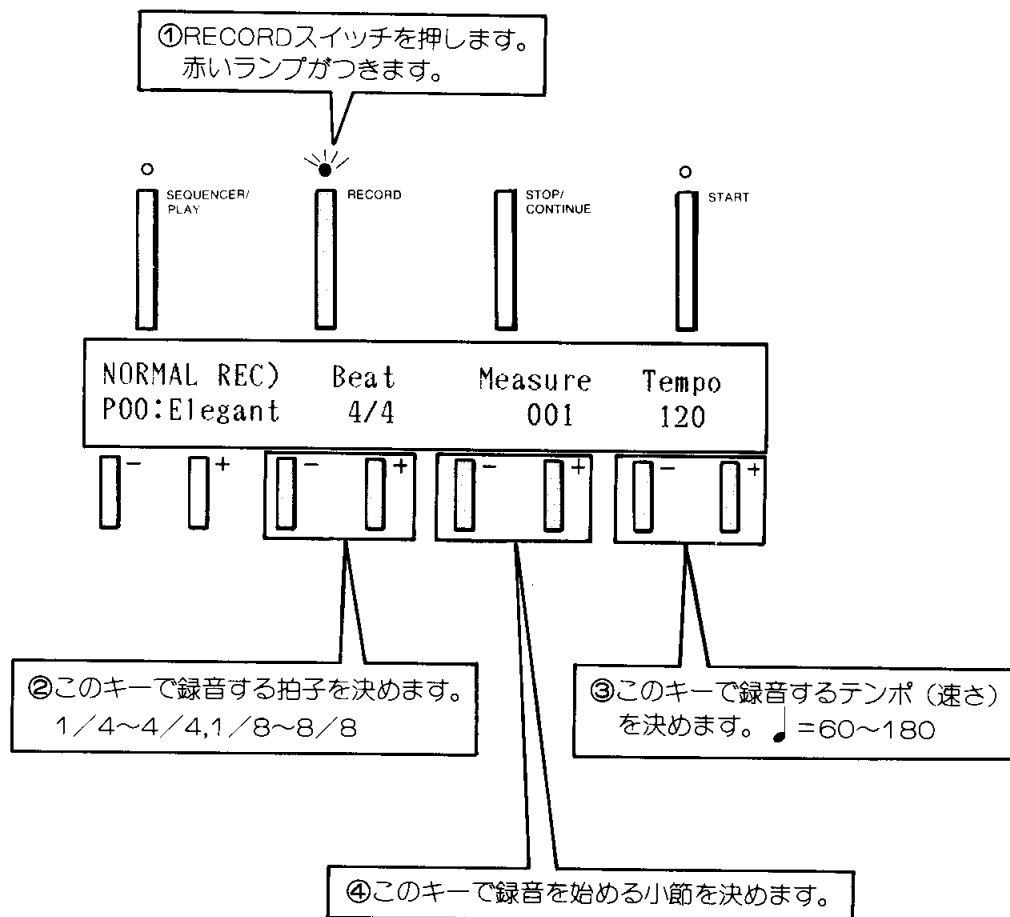 ①RECORDスイッチを押します。
赤いランプがつきます。
SEQUENCER/
PLAY
RECORD
STOP/
CONTINUE
START
NORMAL REC) Beat Measure Tempo
P00:Elegant 4/4 001 120
- + - + - + - +
②このキーで録音する拍子を決めます。
1/4~4/4,1/8~8/8
③このキーで録音するテンポ(速さ)
を決めます。♩=60~180
④このキーで録音を始める小節を決めます。